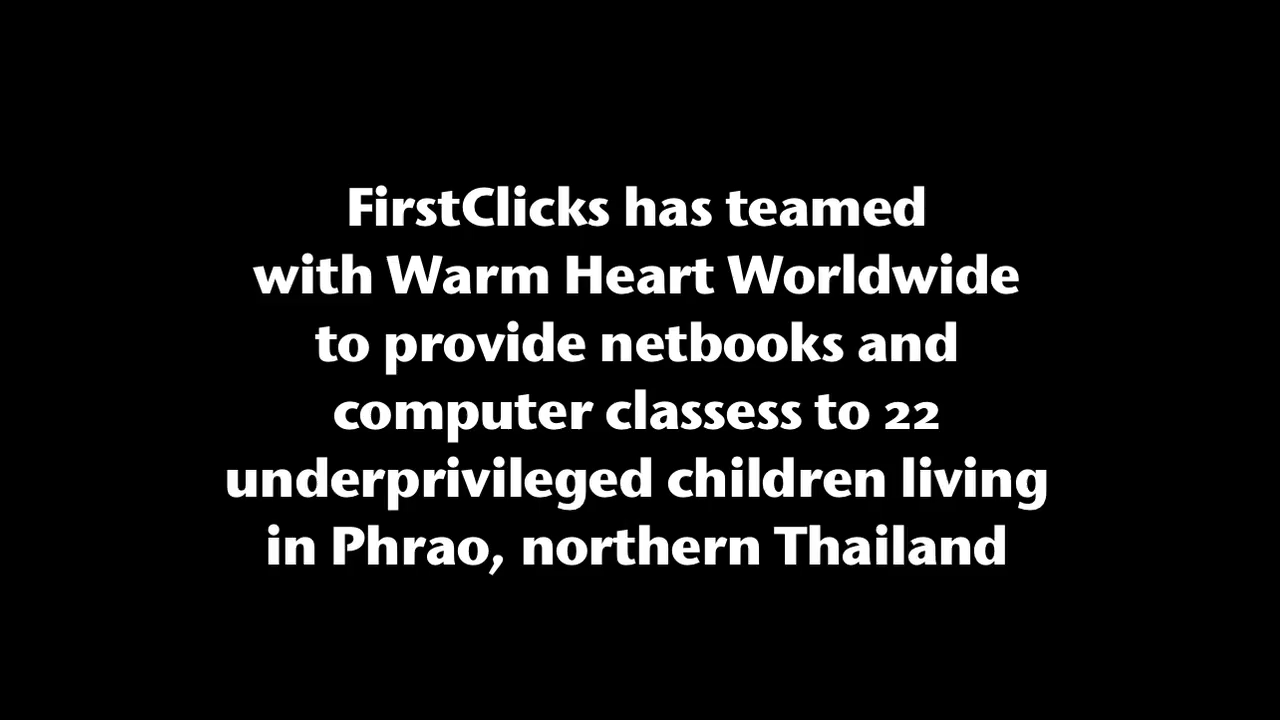 FirstClicks has teamed
with Warm Heart Worldwide
to provide netbooks and
computer classess to 22
underprivileged children living
in Phrao, northern Thailand